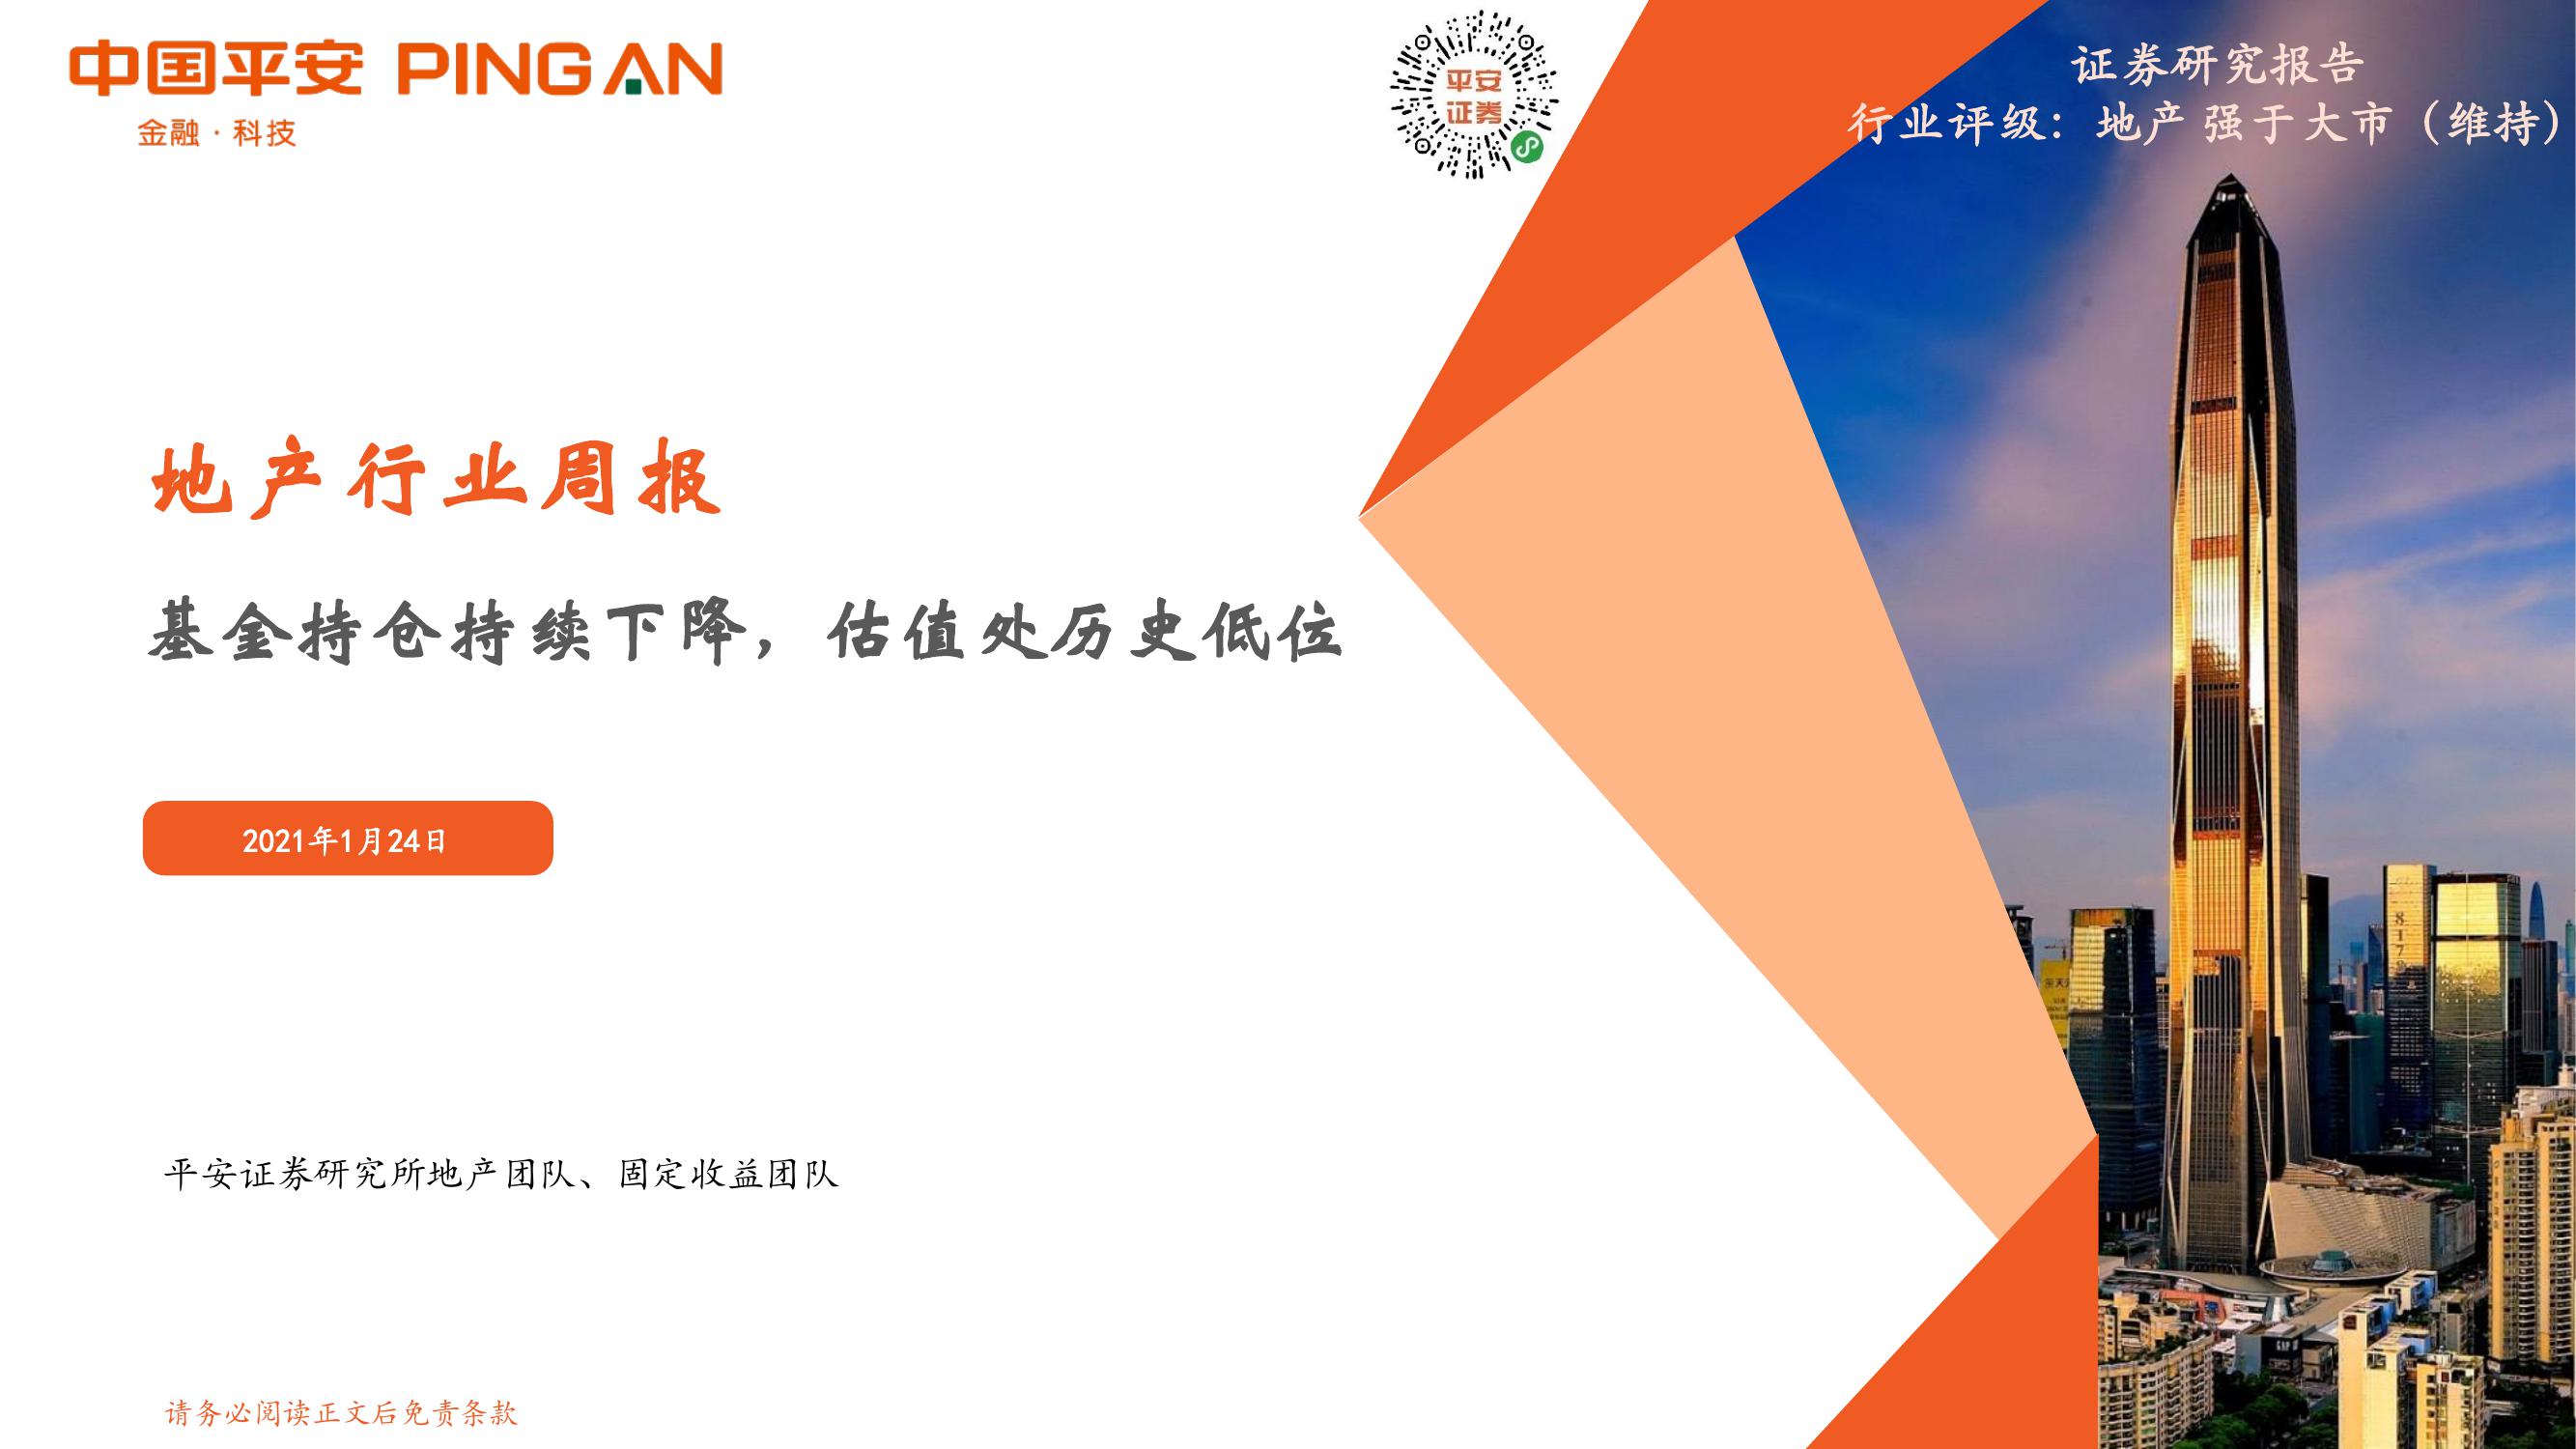 中国平安 PING AN
金融·科技
平安
证券
证券研究报告
行业评级：地产 强于大市（维持）
地产行业周报
基金持仓持续下降，估值处历史低位
2021年1月24日
平安证券研究所地产团队、固定收益团队
请务必阅读正文后免责条款